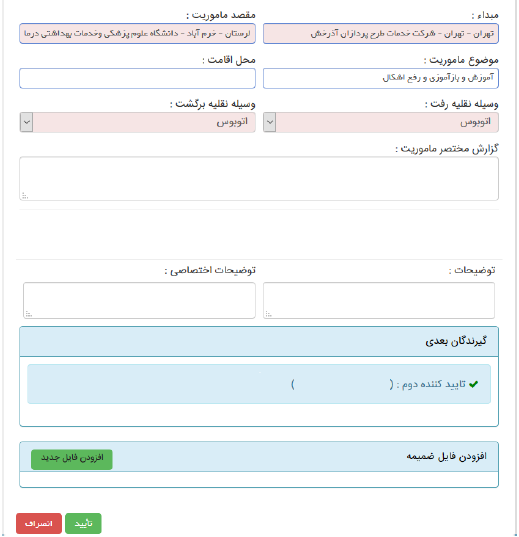 مبداء :
مقصد ماموریت :
تهران - تهران - شرکت خدمات طرح پردازان آذرخش
لرستان - خرم آباد - دانشگاه علوم پزشکی وخدمات بهداشتی درما
موضوع ماموریت :
محل اقامت :
آموزش و بازآموزی و رفع اشکال
وسیله نقلیه رفت :
وسیله نقلیه برگشت :
اتوبوس
اتوبوس
گزارش مختصر ماموریت :
توضیحات :
توضیحات اختصاصی :
گیرندگان بعدی
تایید کننده دوم : ( )
افزودن فایل ضمیمه
افزودن فایل جدید
تأیید
انصراف